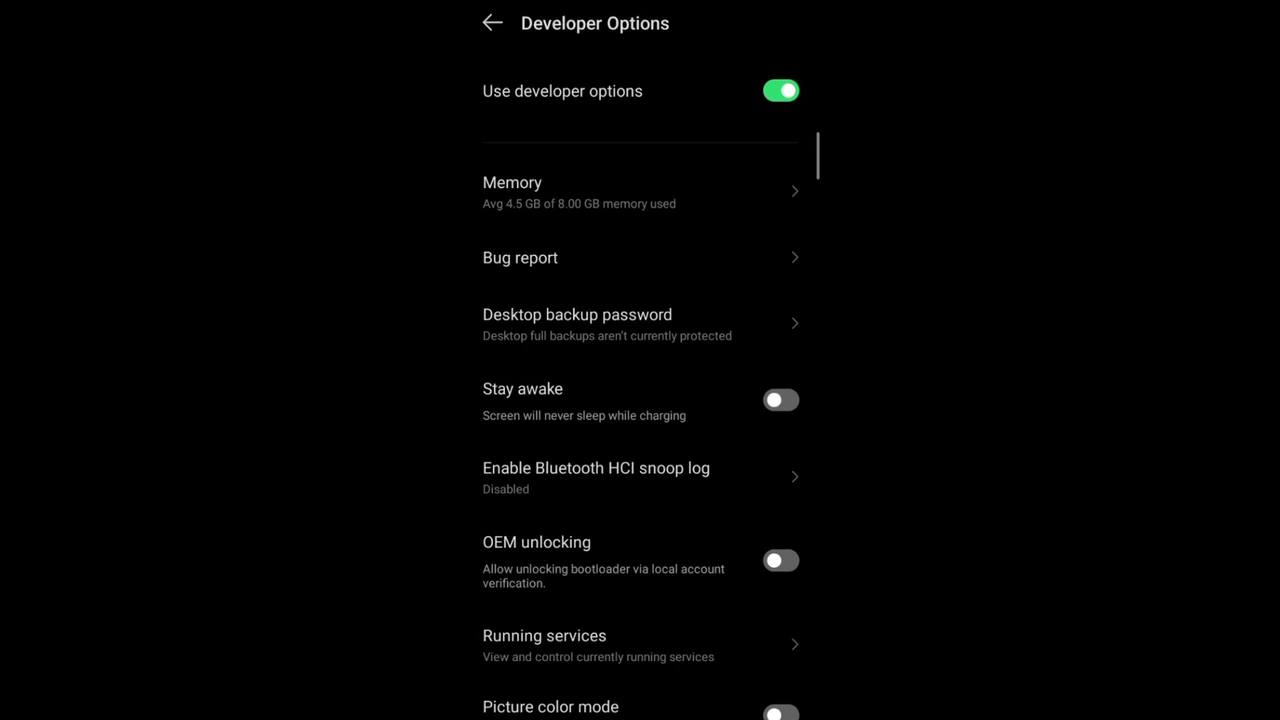 Developer Options
Use developer options
Memory
Avg 4.5 GB of 8.00 GB memory used
Bug report
Desktop backup password
Desktop full backups aren't currently protected
Stay awake
Screen will never sleep while charging
Enable Bluetooth HCI snoop log
Disabled
OEM unlocking
Allow unlocking bootloader via local account
verification.
Running services
View and control currently running services
Picture color mode